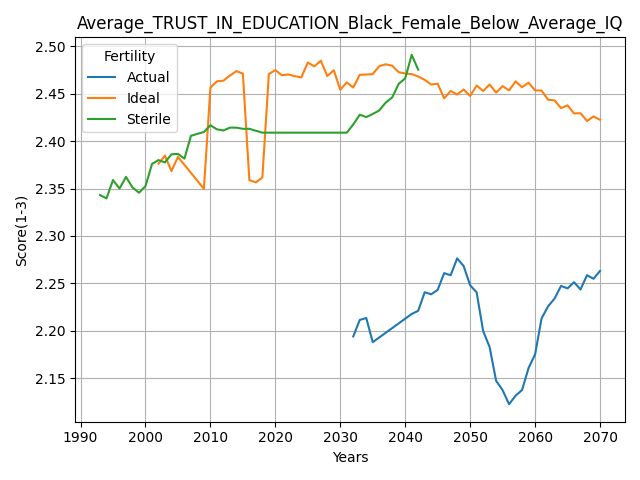 Average_TRUST_IN_EDUCATION_Black_Female_Below_Average_IQ
Fertility
Actual
Ideal
Sterile
Score(1-3)
2.50
2.45
2.40
2.35
2.30
2.25
2.20
2.15
1990 2000 2010 2020 2030 2040 2050 2060 2070
Years